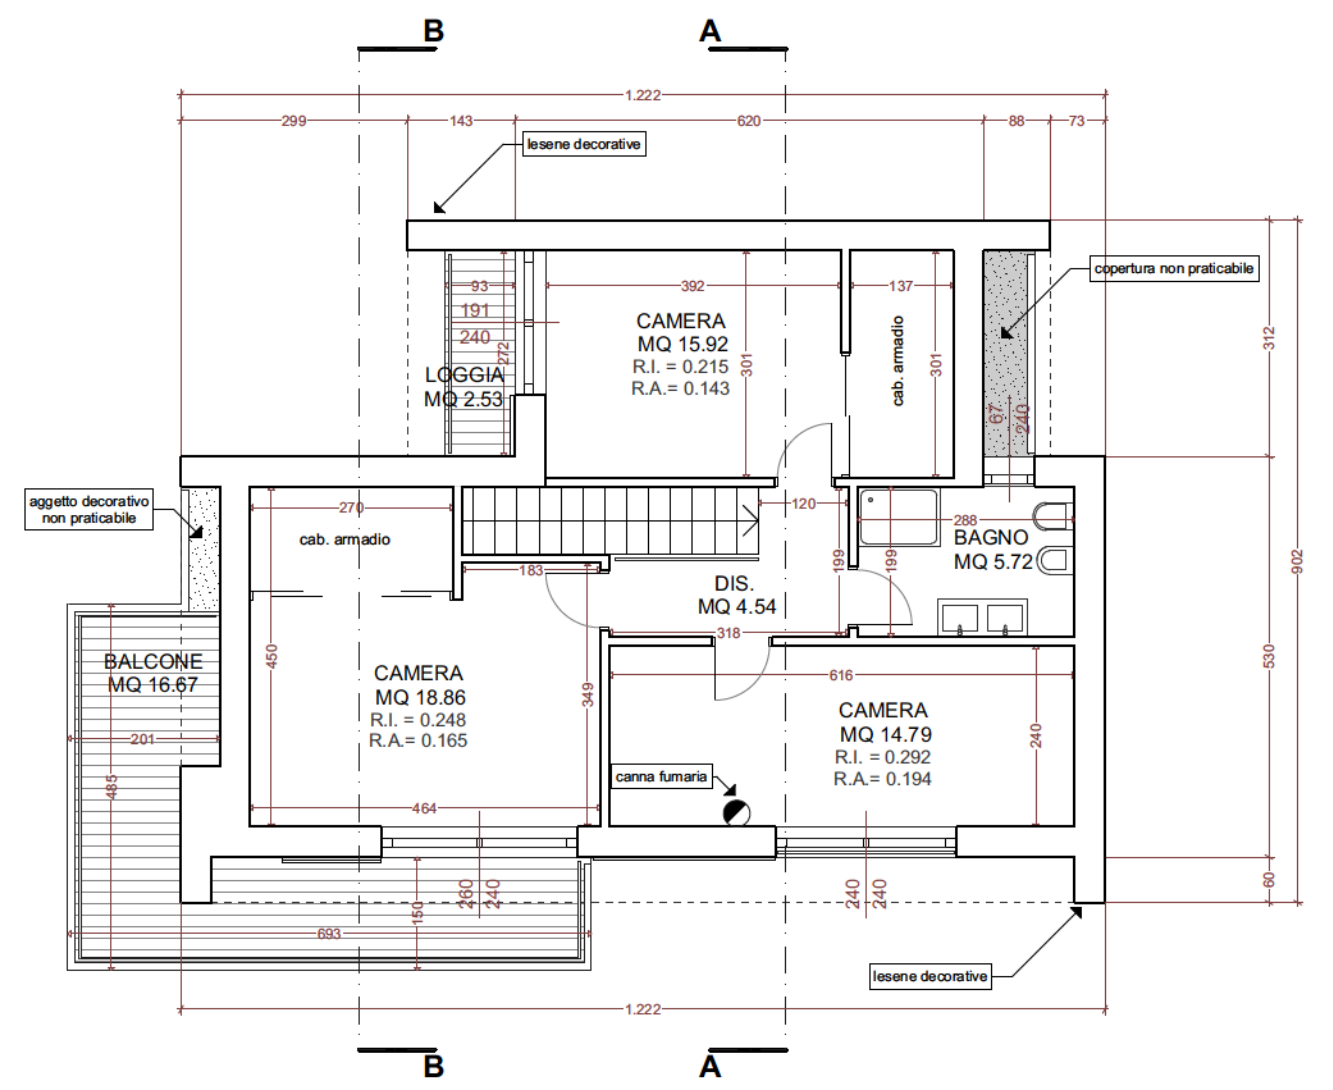 B
A
1.222
299
143
620
88
73
lesene decorative
copertura non praticabile
93
191
240
272
LOGGIA
MQ 2.53
392
CAMERA
MQ 15.92
R.I. = 0.215
R.A.= 0.143
301
137
cab. armadio
301
67
240
312
902
aggetto decorativo
non praticabile
270
cab. armadio
120
288
BAGNO
MQ 5.72
199
199
183
DIS.
MQ 4.54
318
450
BALCONE
MQ 16.67
201
485
CAMERA
MQ 18.86
R.I. = 0.248
R.A.= 0.165
349
616
CAMERA
MQ 14.79
R.I. = 0.292
R.A. = 0.194
240
530
canna fumaria
464
260
240
240
240
60
150
693
lesene decorative
1.222
B
A